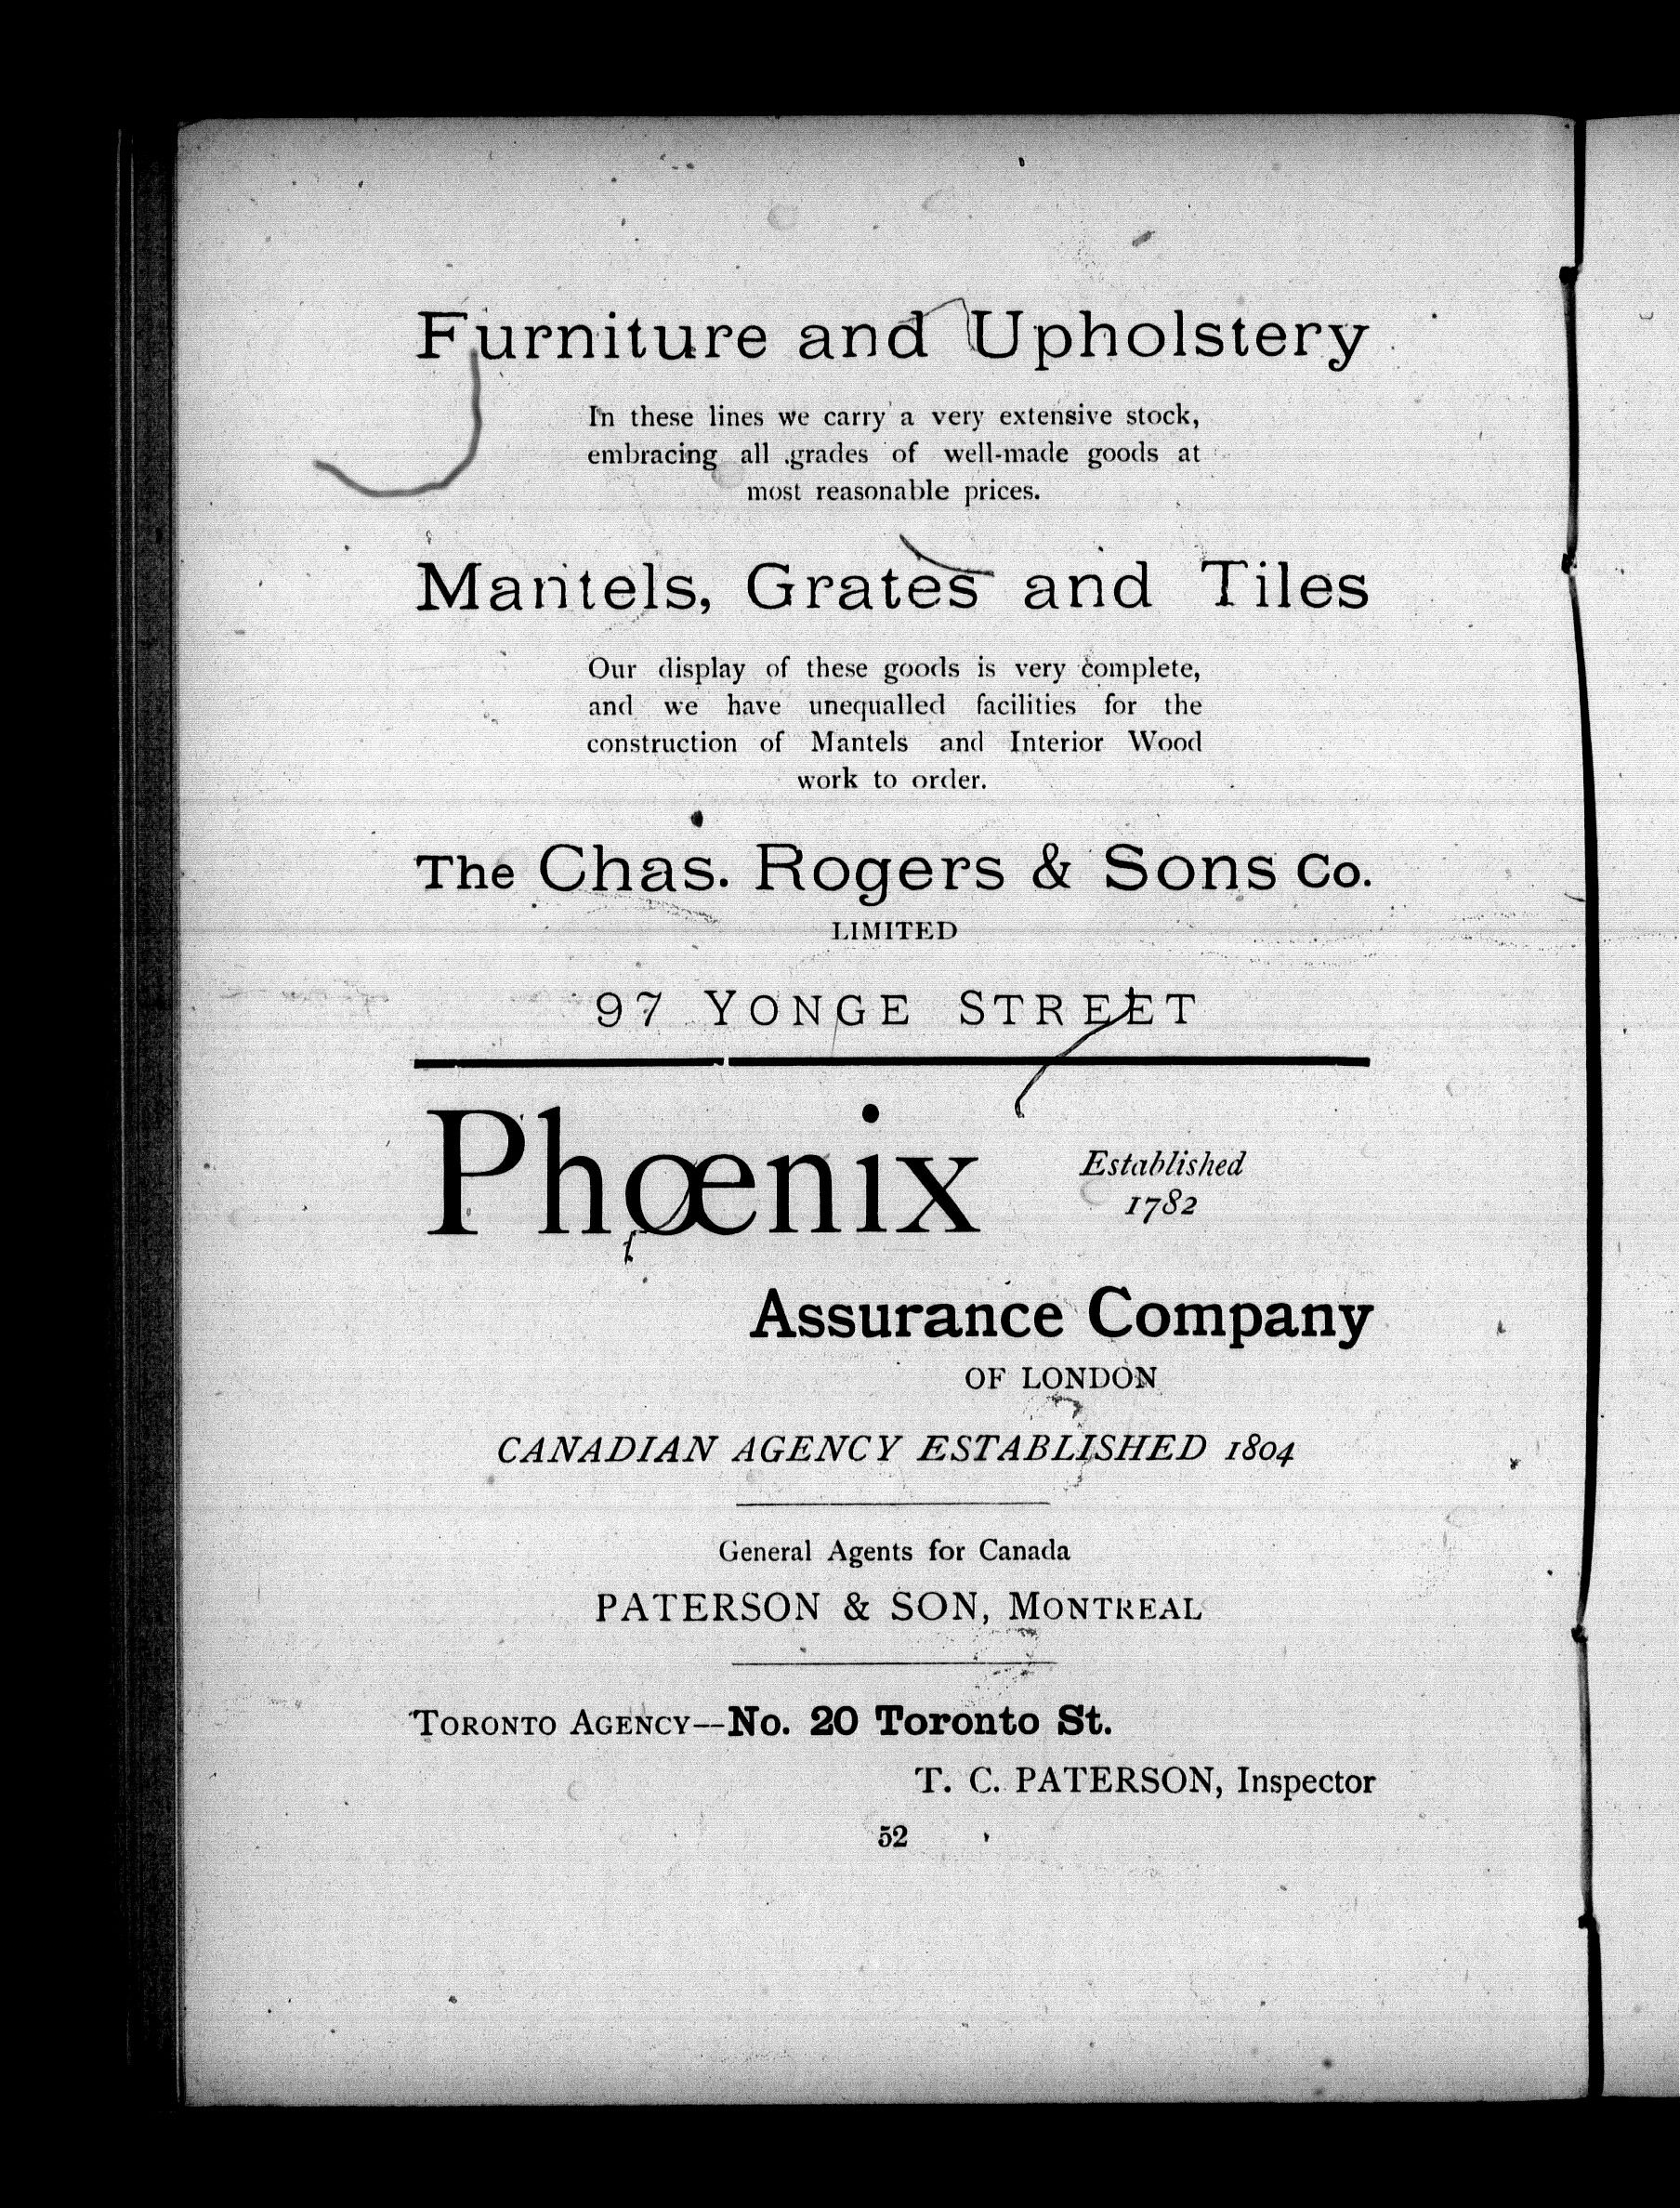 Furniture and Upholstery
In these lines we carry a very extensive stock,
embracing all grades of well-made goods at
most reasonable prices.
Mantels, Grates and Tiles
Our display of these goods is very complete,
and we have unequalled facilities for the
construction of Mantels and Interior Wood
work to order.
The Chas. Rogers & Sons Co.
LIMITED
97 YONGE STREET
Phœnix
Established
1782
Assurance Company
OF LONDON
CANADIAN AGENCY ESTABLISHED 1804
General Agents for Canada
PATERSON & SON, MONTREAL
TORONTO AGENCY—No. 20 Toronto St.
T. C. PATERSON, Inspector
52